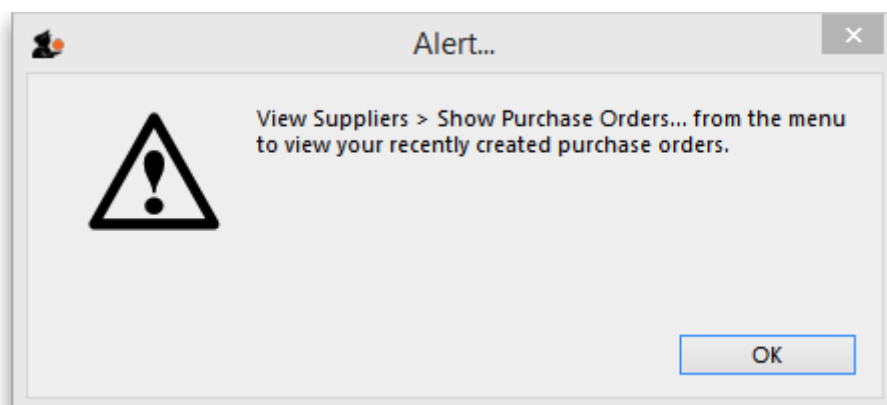 Alert...
View Suppliers > Show Purchase Orders... from the menu
to view your recently created purchase orders.
OK